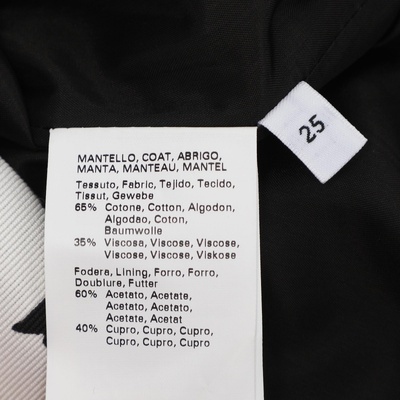 MANTELLO, COAT, ABRIGO,
MANTA, MANTEAU, MANTEL
Tessuto, Fabric, Tejido, Tecido,
Tissut, Gewebe
65% Cotone, Cotton, Algodon,
Algodao, Coton,
Baumwolle
35% Viscosa, Viscose, Viscose,
Viscose, Viscose, Viskose
Fodera, Lining, Forro, Forro,
Doublure, Futter
60% Acetato, Acetate,
Acetato, Acetato,
Acetate, Acetat
40% Cupro, Cupro, Cupro,
Cupro, Cupro, Cupro
25